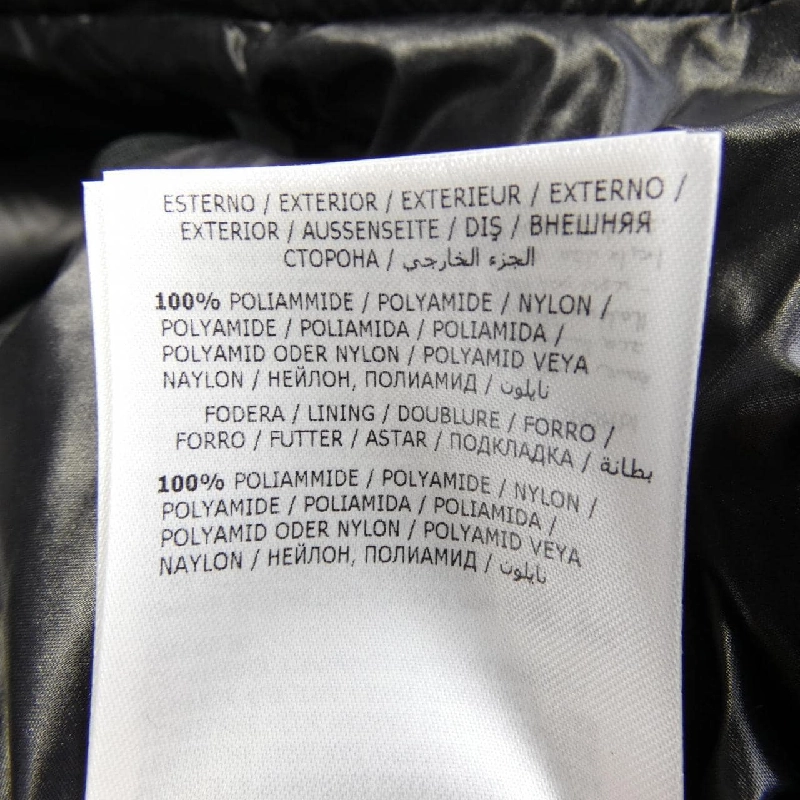 ESTERNO / EXTERIOR / EXTERIEUR / EXTERNO /
EXTERIOR / AUSSENSEITE / DIŞ / ВНЕШНЯЯ
СТОРОНА / الجزء الخارجي
100% POLIAMMIDE / POLYAMIDE / NYLON /
POLYAMIDE / POLIAMIDA / POLIAMIDA /
POLYAMID ODER NYLON / POLYAMID VEYA
NAYLON / НЕЙЛОН, ПОЛИАМИД / نايلون
FODERA / LINING / DOUBLURE / FORRO /
FORRO / FUTTER / ASTAR / ПОДКЛАДКА / بطانة
100% POLIAMMIDE / POLYAMIDE / NYLON /
POLYAMIDE / POLIAMIDA / POLIAMIDA /
POLYAMID ODER NYLON / POLYAMID VEYA
NAYLON / НЕЙЛОН, ПОЛИАМИД / نايلون